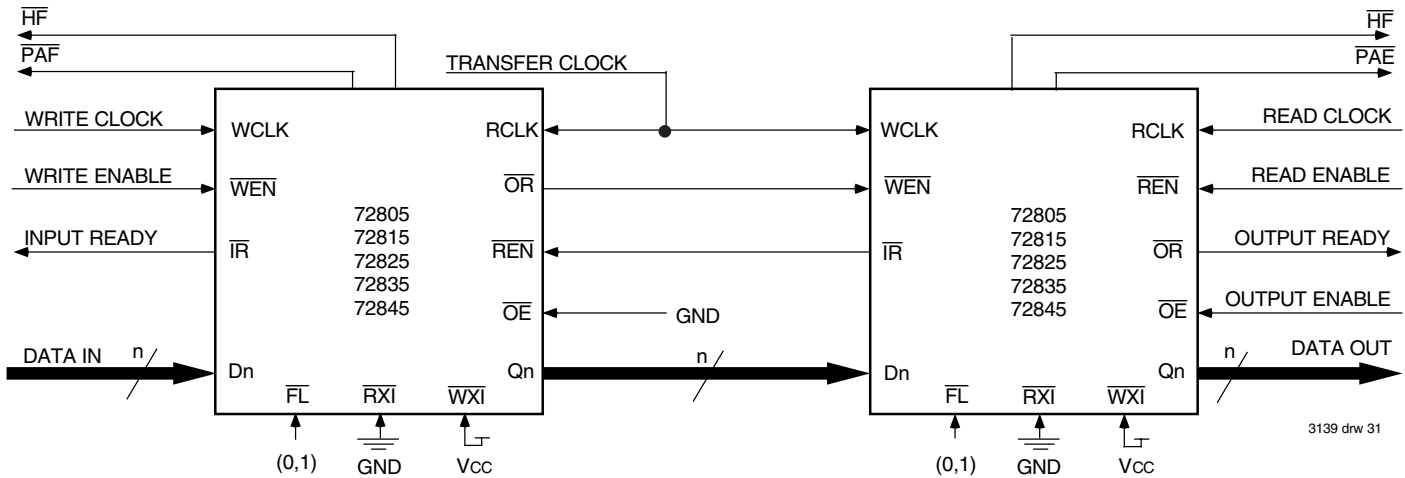 HF
PAF
TRANSFER CLOCK
HF
PAE
WRITE CLOCK
WCLK
RCLK
WCLK
RCLK
READ CLOCK
WRITE ENABLE
WEN
OR
WEN
REN
READ ENABLE
INPUT READY
IR
REN
IR
OR
OUTPUT READY
72805
72815
72825
72835
72845
72805
72815
72825
72835
72845
OE
GND
OE
OUTPUT ENABLE
DATA IN
n
Dn
Qn
n
Dn
Qn
n
DATA OUT
FL
RXI
WXI
FL
RXI
WXI
(0,1)
GND
VCC
(0,1)
GND
VCC
3139 drw 31